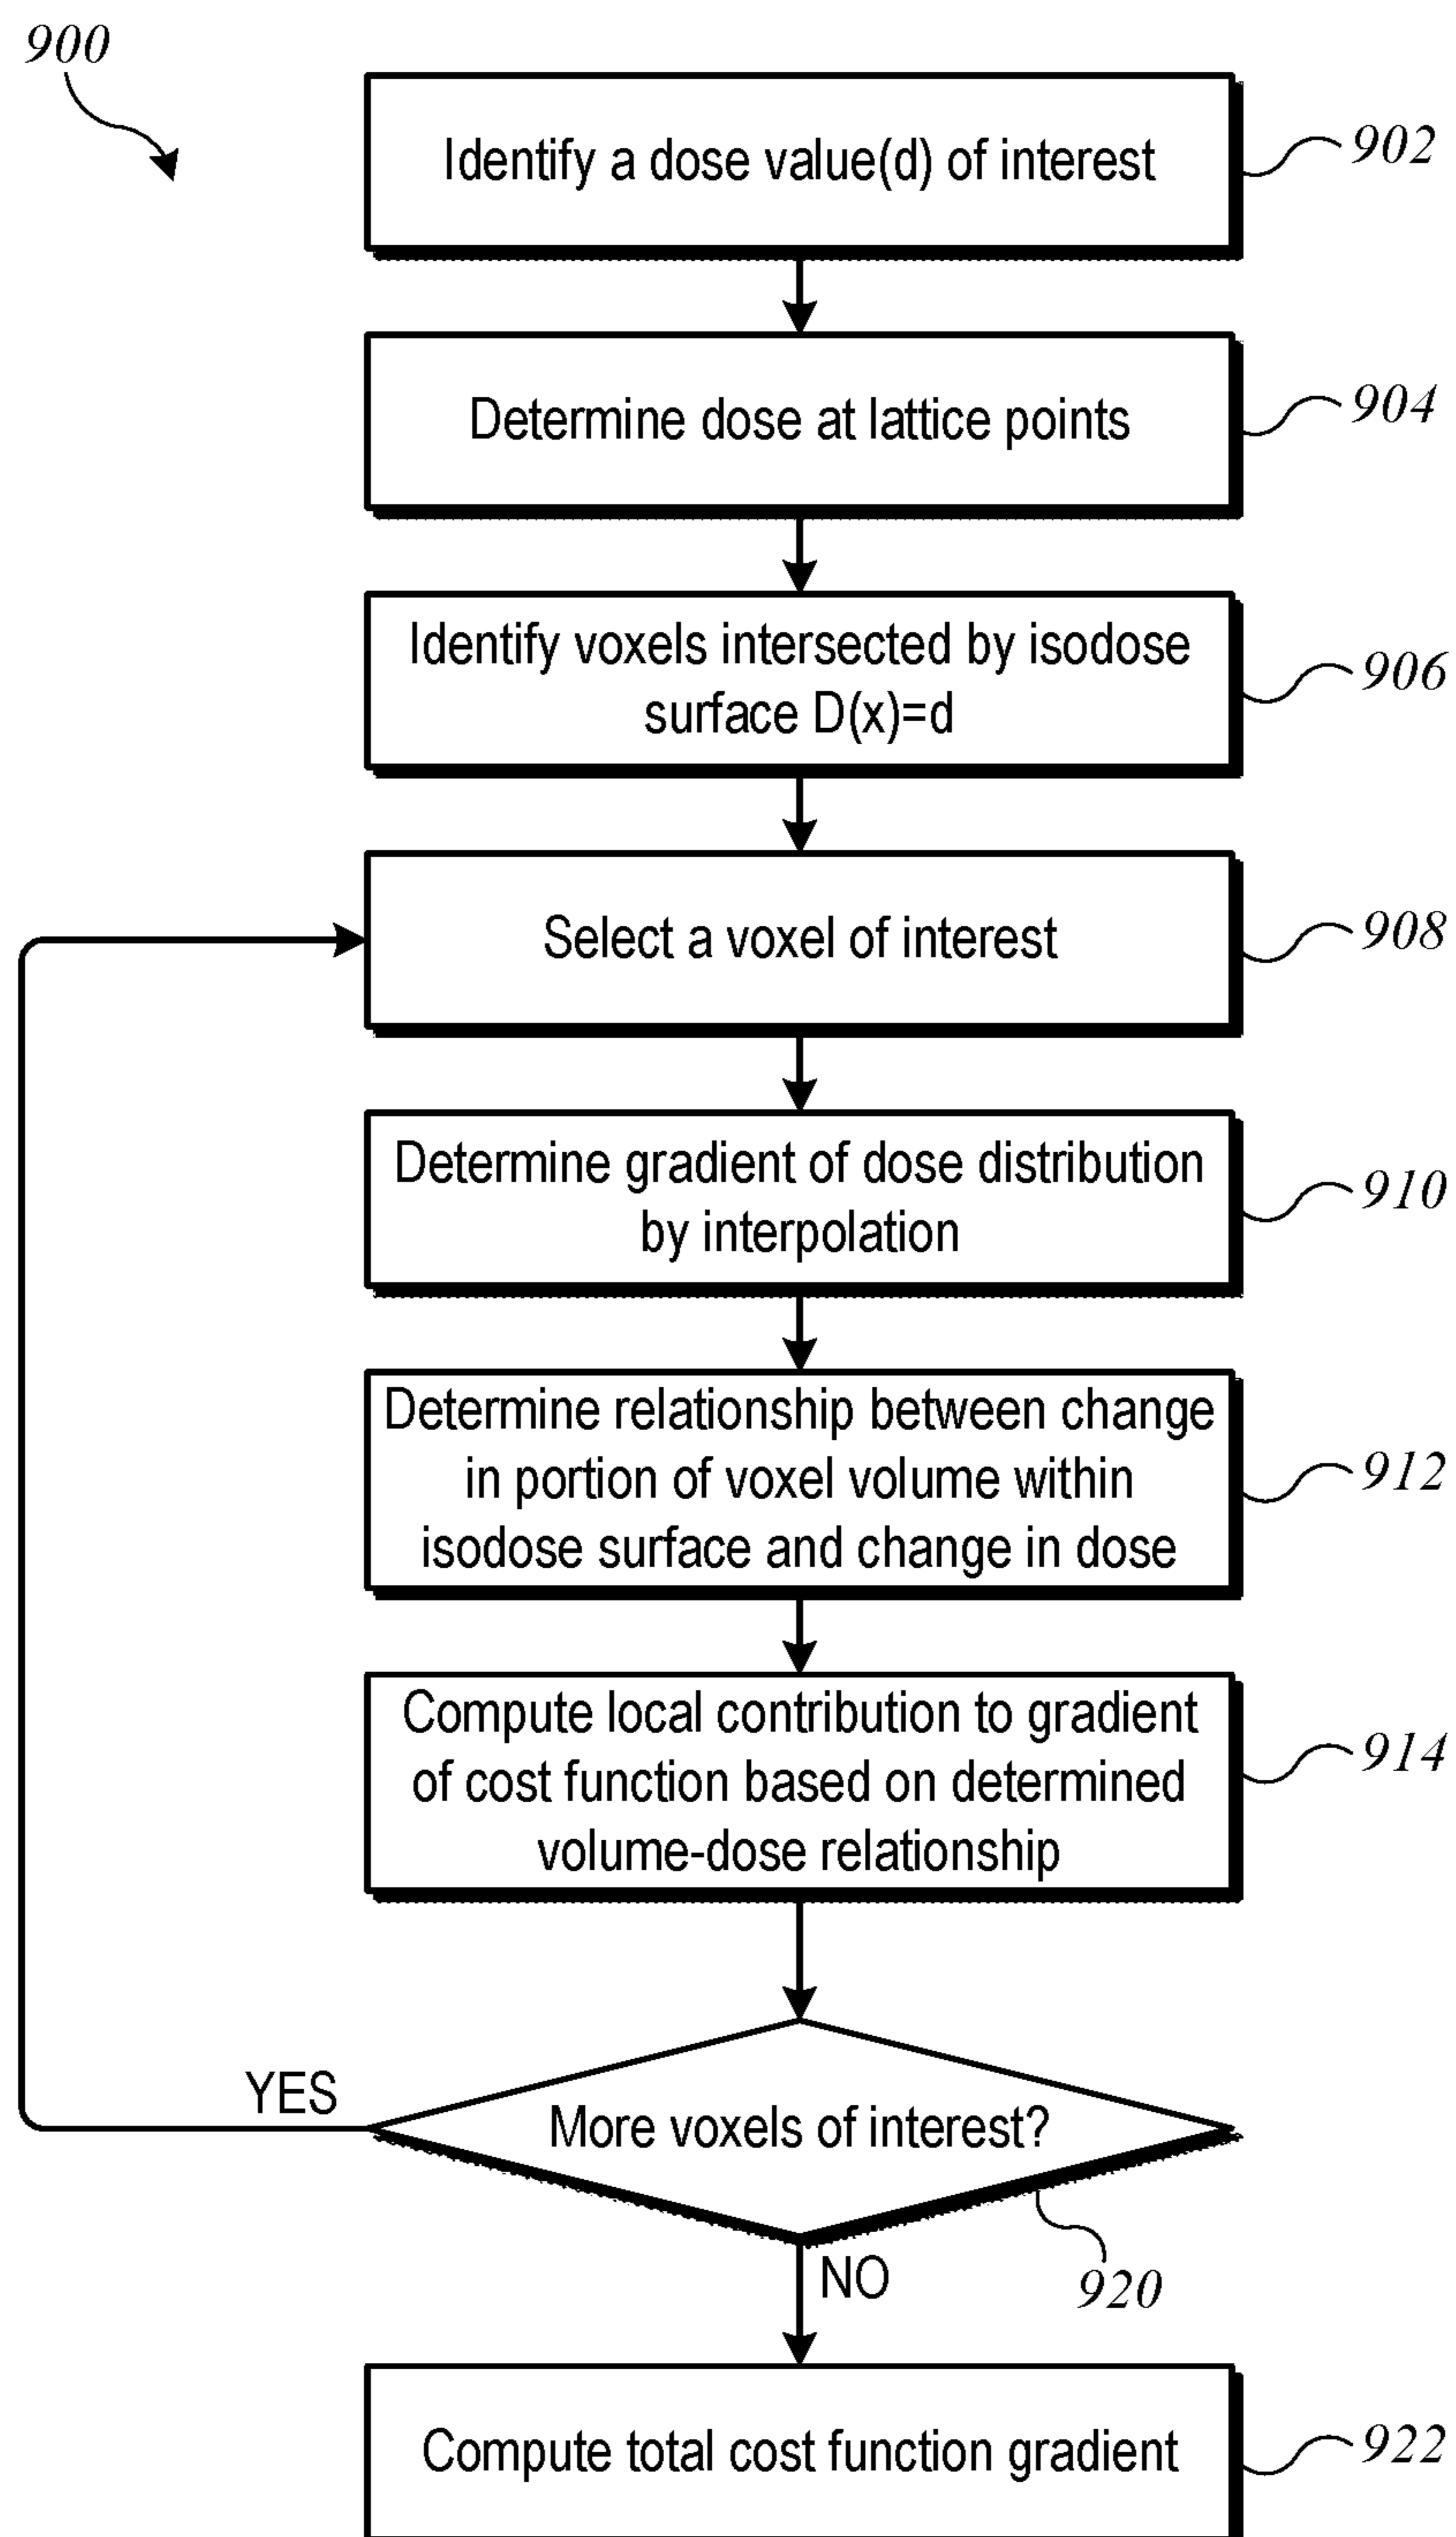 900
Identify a dose value(d) of interest
902
Determine dose at lattice points
904
Identify voxels intersected by isodose
surface D(x)=d
906
Select a voxel of interest
908
Determine gradient of dose distribution
by interpolation
910
Determine relationship between change
in portion of voxel volume within
isodose surface and change in dose
912
Compute local contribution to gradient
of cost function based on determined
volume-dose relationship
914
YES
More voxels of interest?
920
NO
Compute total cost function gradient
922